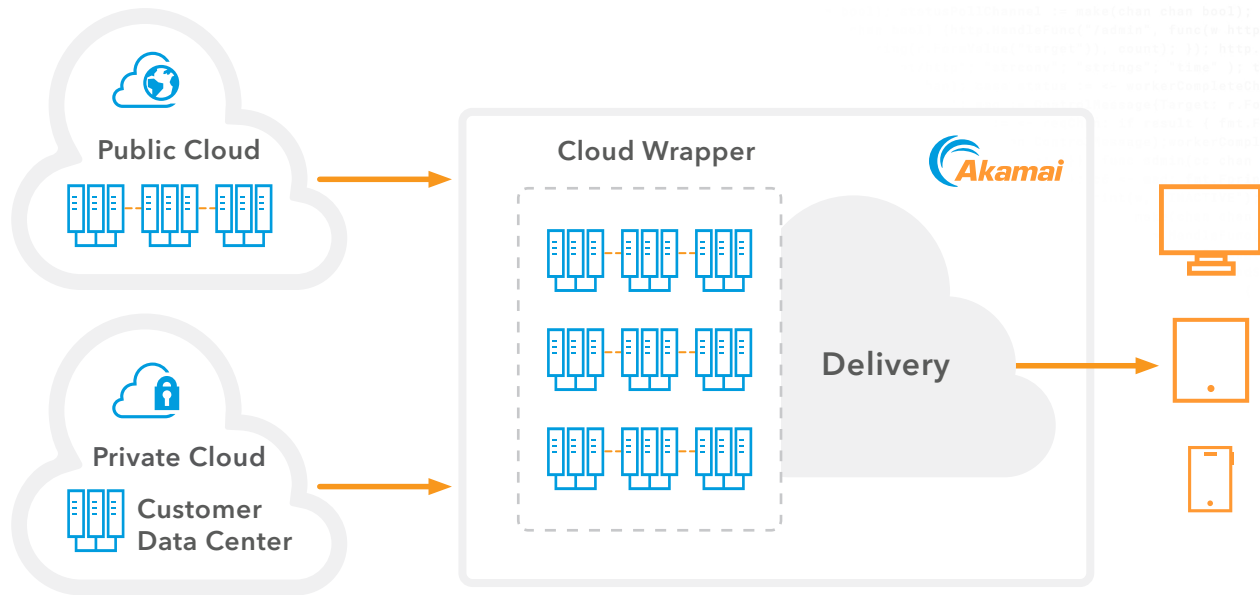 Public Cloud
Cloud Wrapper
Akamai
Delivery
Private Cloud
Customer
Data Center